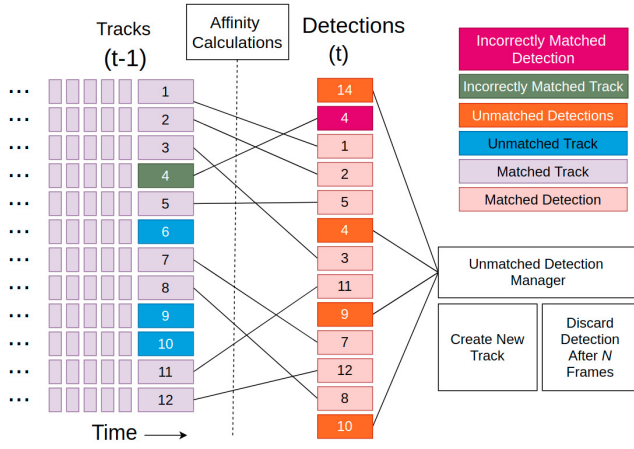 Tracks
(t-1)
Affinity
Calculations
Detections
(t)
Incorrectly Matched
Detection
Incorrectly Matched Track
Unmatched Detections
Unmatched Track
Matched Track
Matched Detection
...
1
...
2
...
3
...
4
...
5
...
6
...
7
...
8
...
9
...
10
...
11
...
12
14
4
1
2
5
4
3
11
9
7
12
8
10
Unmatched Detection
Manager
Create New
Track
Discard
Detection
After N
Frames
Time